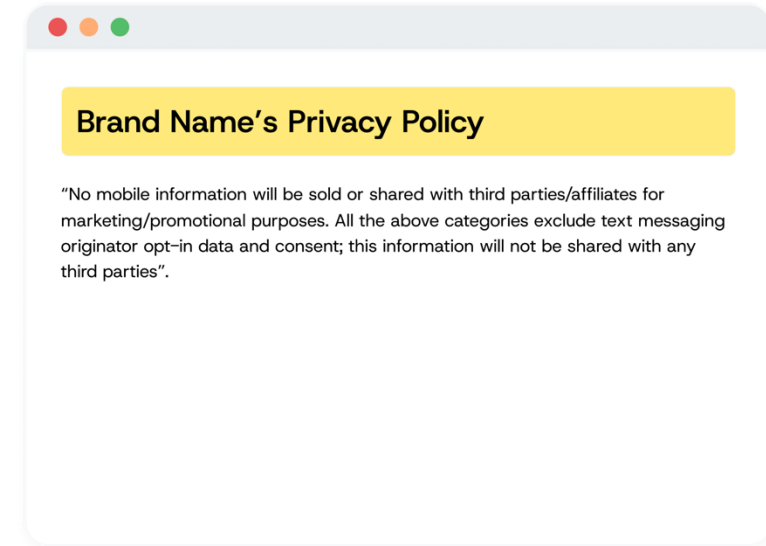 Brand Name’s Privacy Policy
“No mobile information will be sold or shared with third parties/affiliates for
marketing/promotional purposes. All the above categories exclude text messaging
originator opt-in data and consent; this information will not be shared with any
third parties”.